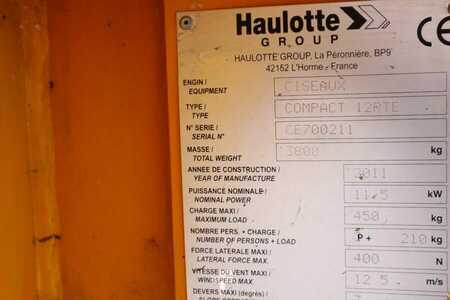 Haulotte
GROUP
CE
HAULOTTE GROUP, La Péronnière, BP9
42152 L'Horme - France
ENGIN / CISEAUX
EQUIPMENT
TYPE / COMPACT 12RTE
TYPE
N° SERIE / CE700211
SERIAL N°
MASSE / 3800 kg
TOTAL WEIGHT
ANNEE DE CONSTRUCTION / 2011
YEAR OF MANUFACTURE
PUISSANCE NOMINALE / 11.5 kW
NOMINAL POWER
CHARGE MAXI / 450 kg
MAXIMUM LOAD
NOMBRE PERS. + CHARGE / P+ 210 kg
NUMBER OF PERSONS + LOAD
FORCE LATERALE MAXI / 400 N
LATERAL FORCE MAX.
VITESSE DU VENT MAXI / 12.5 m/s
WINDSPEED MAX.
DEVERS MAXI (degrés) /